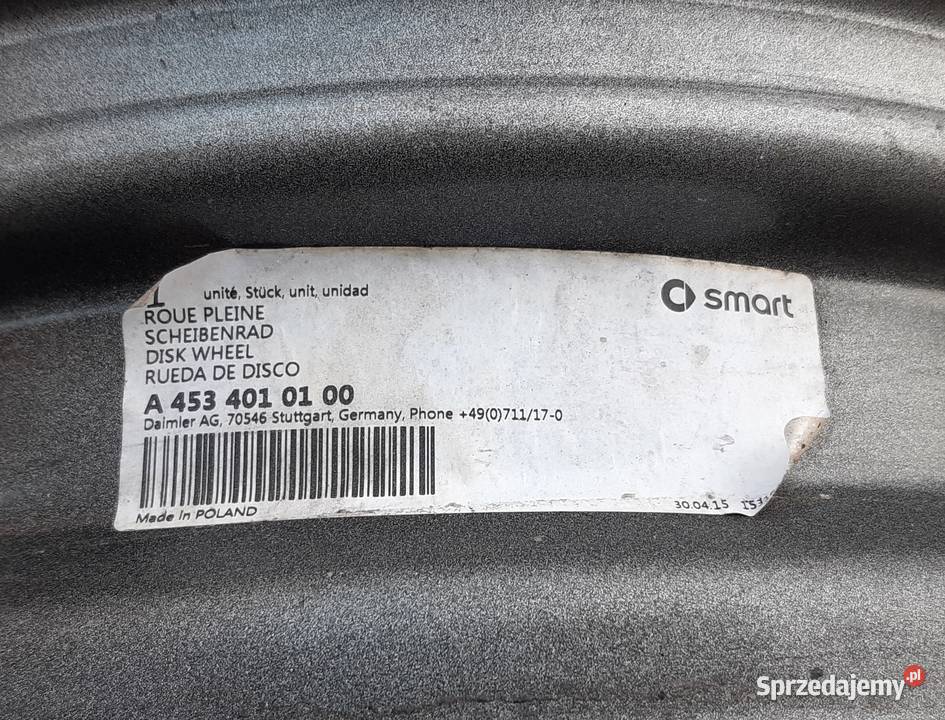 1 unité, Stück, unit, unidad
smart
ROUE PLEINE
SCHEIBENRAD
DISK WHEEL
RUEDA DE DISCO
A 453 401 01 00
Daimler AG, 70546 Stuttgart, Germany, Phone +49(0)711/17-0
Made in POLAND
30.04.15
Sprzedajemy.pl